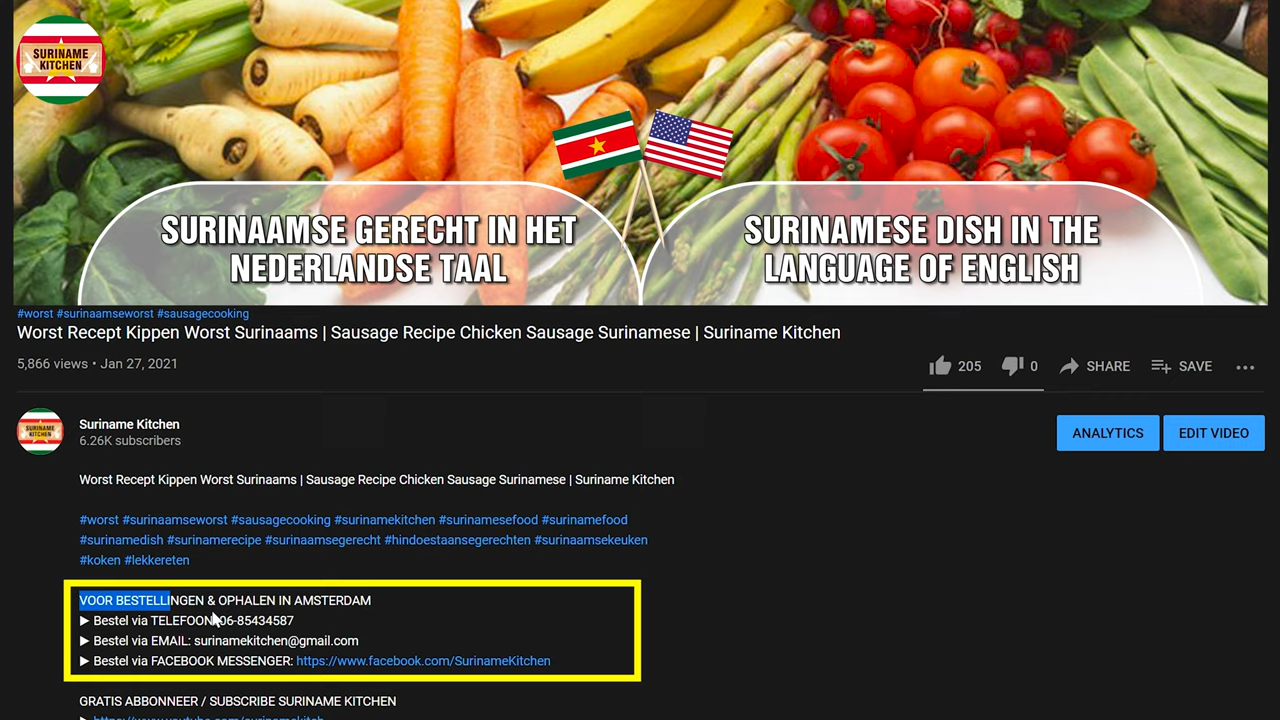 SURINAME
KITCHEN
SURINAAMSE GERECHT IN HET
NEDERLANDSE TAAL
SURINAMESE DISH IN THE
LANGUAGE OF ENGLISH
#worst #surinaamseworst #sausagecooking
Worst Recept Kippen Worst Surinaams | Sausage Recipe Chicken Sausage Surinamese | Suriname Kitchen
5,866 views • Jan 27, 2021
205
0
SHARE
SAVE
SURINAME
KITCHEN
Suriname Kitchen
6.26K subscribers
ANALYTICS
EDIT VIDEO
Worst Recept Kippen Worst Surinaams | Sausage Recipe Chicken Sausage Surinamese | Suriname Kitchen
#worst #surinaamseworst #sausagecooking #surinamekitchen #surinamesefood #surinamefood
#surinamedish #surinamerecipe #surinaamsegerecht #hindoestaansegerechten #surinaamsekeuken
#koken #lekkereten
VOOR BESTELLINGEN & OPHALEN IN AMSTERDAM
► Bestel via TELEFOON: 06-85434587
► Bestel via EMAIL: surinamekitchen@gmail.com
► Bestel via FACEBOOK MESSENGER: https://www.facebook.com/SurinameKitchen
GRATIS ABBONNEER / SUBSCRIBE SURINAME KITCHEN